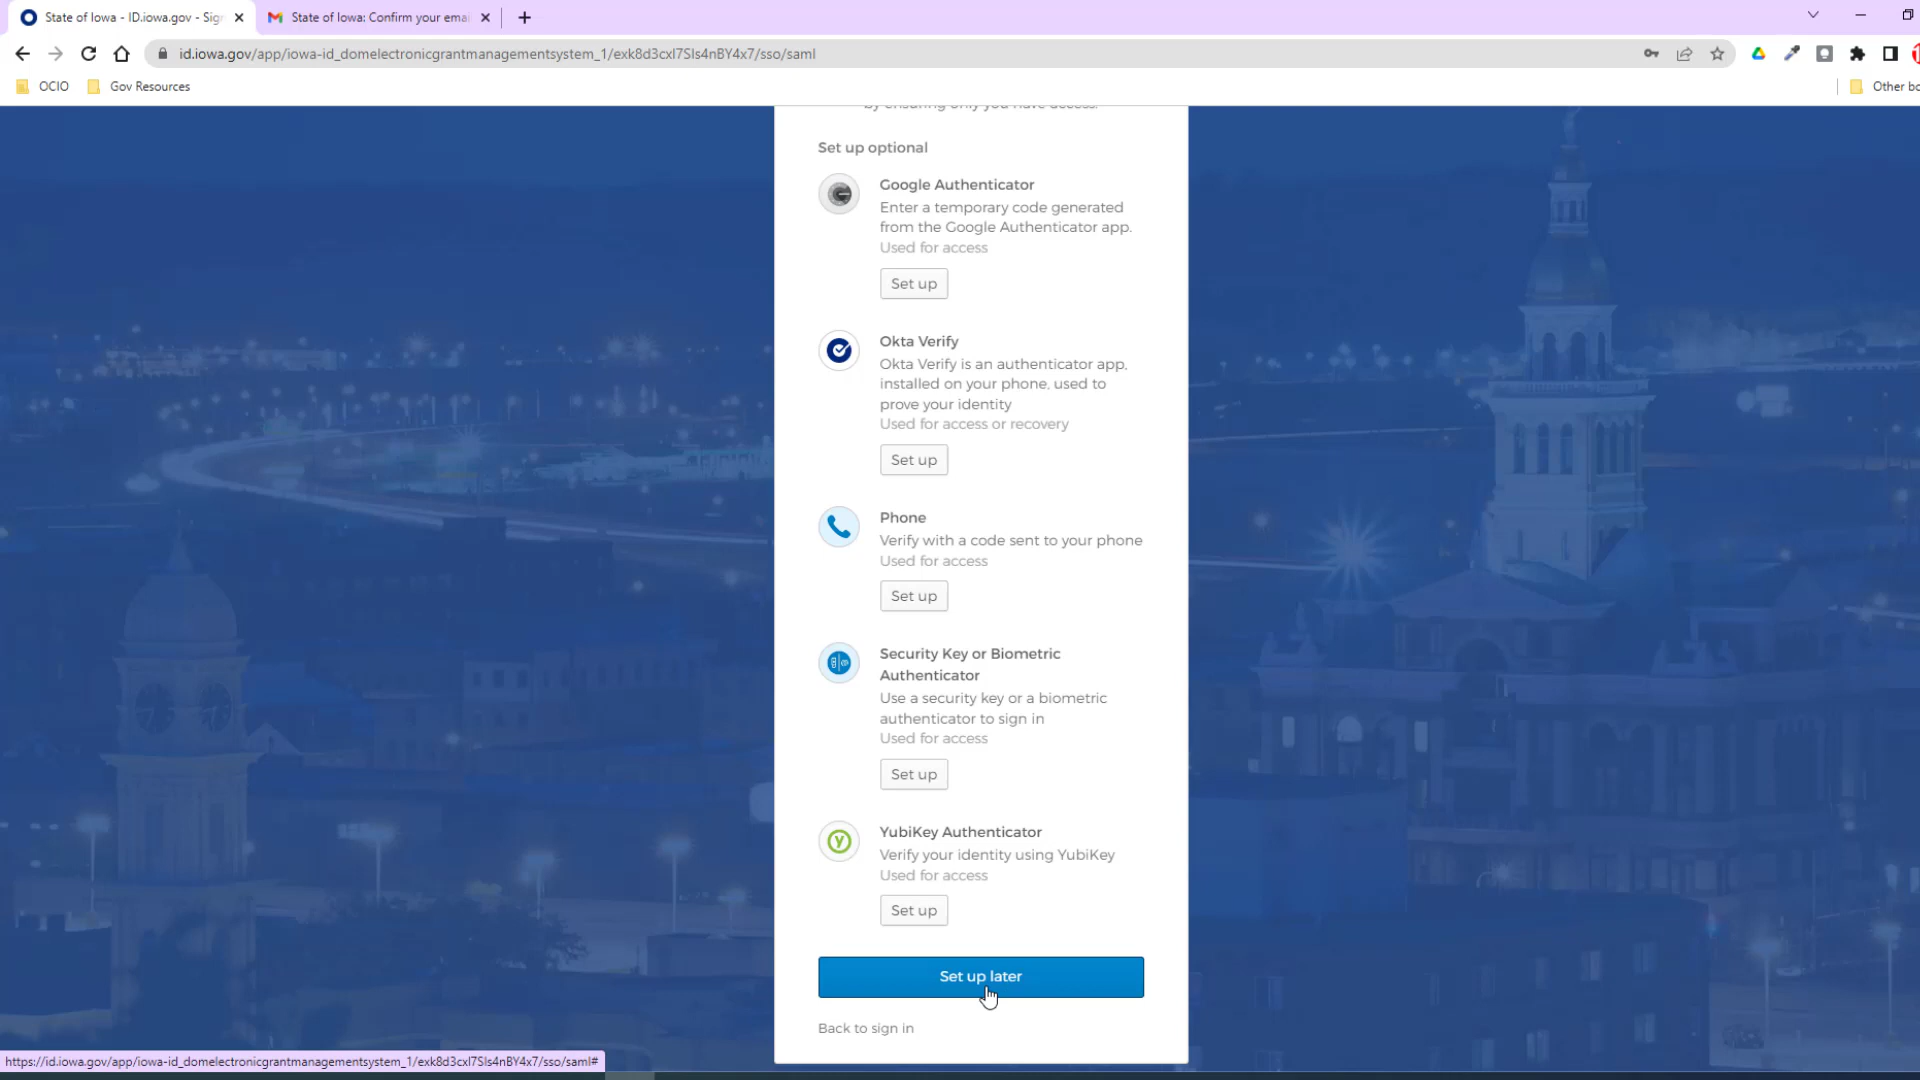 State of Iowa - ID.iowa.gov - Sig
State of Iowa: Confirm your emai
id.iowa.gov/app/iowa-id_domelectronicgrantmanagementsystem_1/exk8d3cxl7SIs4nBY4x7/sso/saml
OCIO
Gov Resources
Other bo
by ensuring only you have access.
Set up optional
Google Authenticator
Enter a temporary code generated
from the Google Authenticator app.
Used for access
Set up
Okta Verify
Okta Verify is an authenticator app,
installed on your phone, used to
prove your identity
Used for access or recovery
Set up
Phone
Verify with a code sent to your phone
Used for access
Set up
Security Key or Biometric
Authenticator
Use a security key or a biometric
authenticator to sign in
Used for access
Set up
YubiKey Authenticator
Verify your identity using YubiKey
Used for access
Set up
Set up later
Back to sign in
https://id.iowa.gov/app/iowa-id_domelectronicgrantmanagementsystem_1/exk8d3cxl7SIs4nBY4x7/sso/saml#